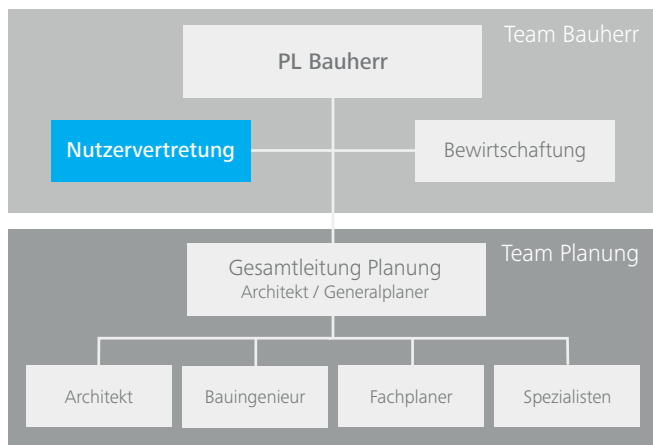 Team Bauherr
PL Bauherr
Nutzervertretung
Bewirtschaftung
Team Planung
Gesamtleitung Planung
Architekt / Generalplaner
Architekt
Bauingenieur
Fachplaner
Spezialisten